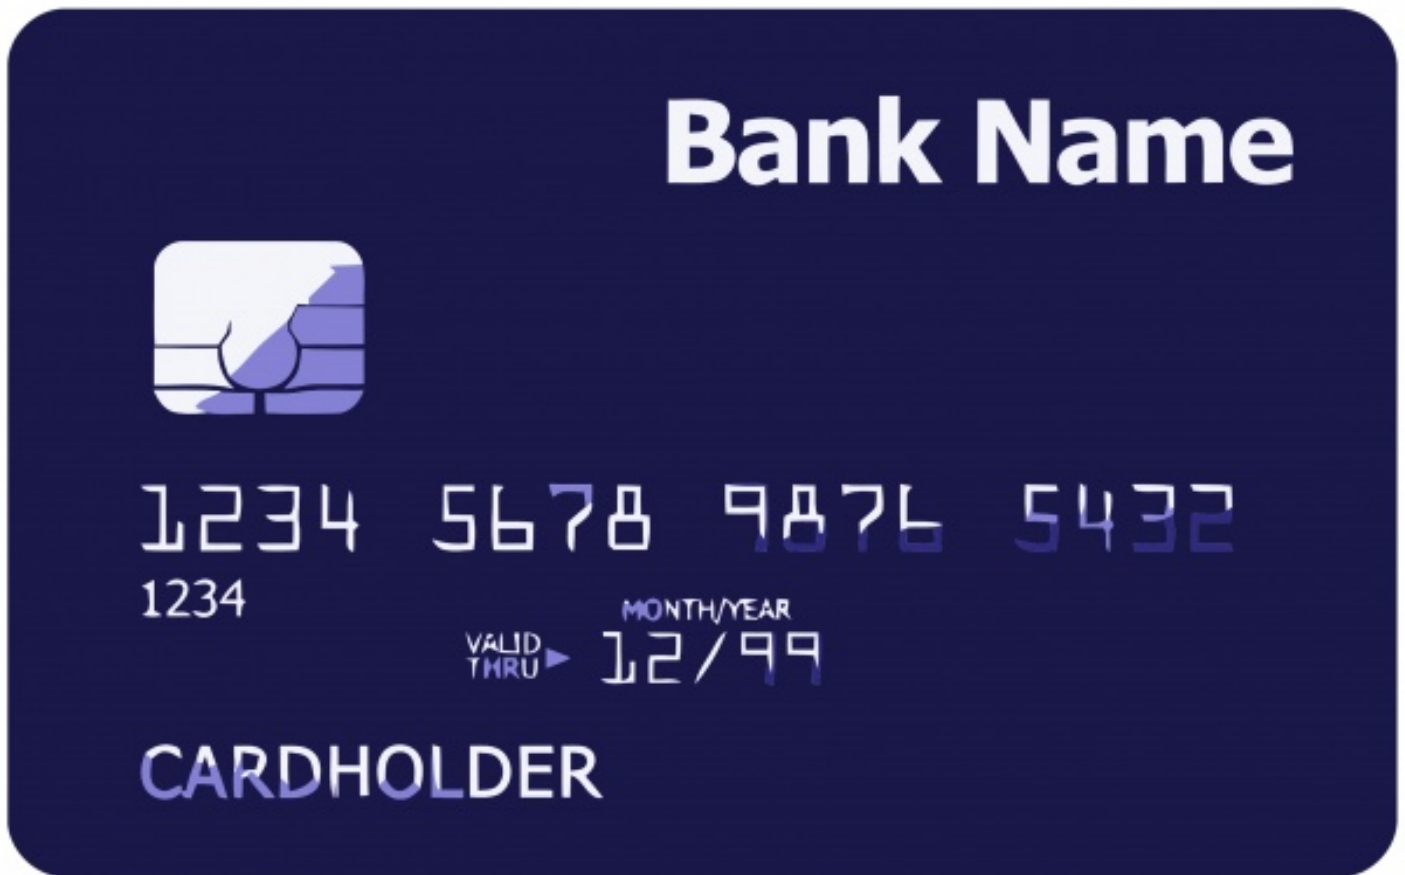 Bank Name
1234 5678 9876 5432
1234
MONTH/YEAR
VALID
THRU 12/99
CARDHOLDER